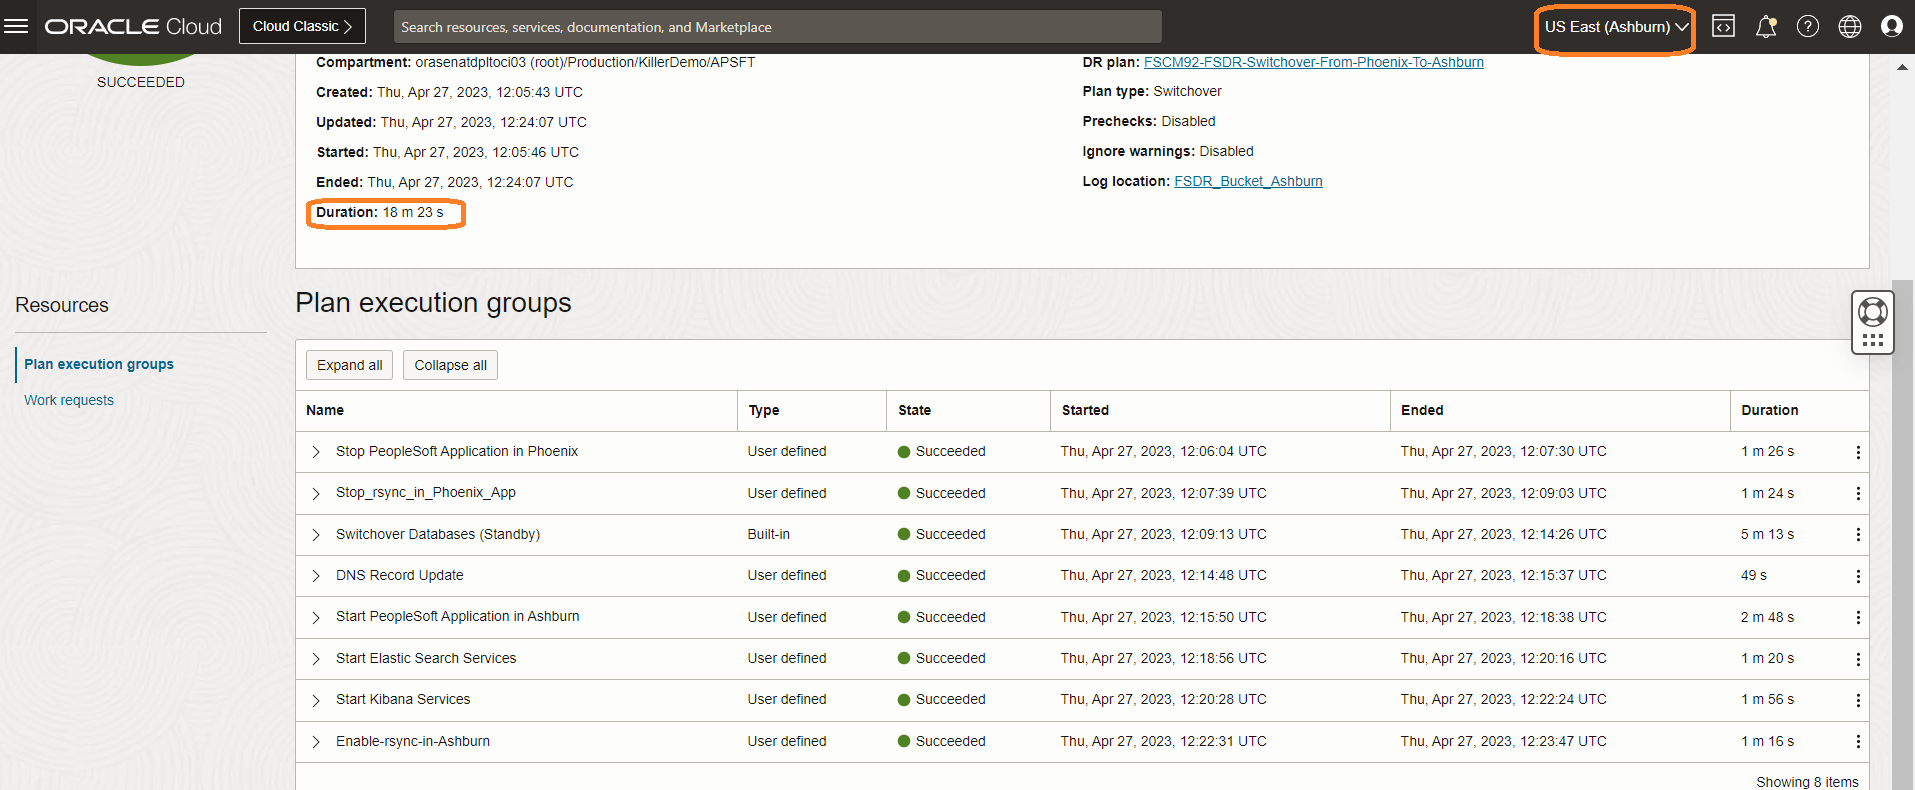 ORACLE Cloud Cloud Classic Search resources, services, documentation, and Marketplace US East (Ashburn)
SUCCEEDED
Compartment: orasenatdpltoci03 (root)/Production/KillerDemo/APSFT
Created: Thu, Apr 27, 2023, 12:05:43 UTC
Updated: Thu, Apr 27, 2023, 12:24:07 UTC
Started: Thu, Apr 27, 2023, 12:05:46 UTC
Ended: Thu, Apr 27, 2023, 12:24:07 UTC
Duration: 18 m 23 s
DR plan: FSCM92-FSDR-Switchover-From-Phoenix-To-Ashburn
Plan type: Switchover
Prechecks: Disabled
Ignore warnings: Disabled
Log location: FSDR_Bucket_Ashburn
Resources
Plan execution groups
Work requests
Plan execution groups
Expand all Collapse all
Name Type State Started Ended Duration
Stop PeopleSoft Application in Phoenix User defined Succeeded Thu, Apr 27, 2023, 12:06:04 UTC Thu, Apr 27, 2023, 12:07:30 UTC 1 m 26 s
Stop_rsync_in_Phoenix_App User defined Succeeded Thu, Apr 27, 2023, 12:07:39 UTC Thu, Apr 27, 2023, 12:09:03 UTC 1 m 24 s
Switchover Databases (Standby) Built-in Succeeded Thu, Apr 27, 2023, 12:09:13 UTC Thu, Apr 27, 2023, 12:14:26 UTC 5 m 13 s
DNS Record Update User defined Succeeded Thu, Apr 27, 2023, 12:14:48 UTC Thu, Apr 27, 2023, 12:15:37 UTC 49 s
Start PeopleSoft Application in Ashburn User defined Succeeded Thu, Apr 27, 2023, 12:15:50 UTC Thu, Apr 27, 2023, 12:18:38 UTC 2 m 48 s
Start Elastic Search Services User defined Succeeded Thu, Apr 27, 2023, 12:18:56 UTC Thu, Apr 27, 2023, 12:20:16 UTC 1 m 20 s
Start Kibana Services User defined Succeeded Thu, Apr 27, 2023, 12:20:28 UTC Thu, Apr 27, 2023, 12:22:24 UTC 1 m 56 s
Enable-rsync-in-Ashburn User defined Succeeded Thu, Apr 27, 2023, 12:22:31 UTC Thu, Apr 27, 2023, 12:23:47 UTC 1 m 16 s
Showing 8 items